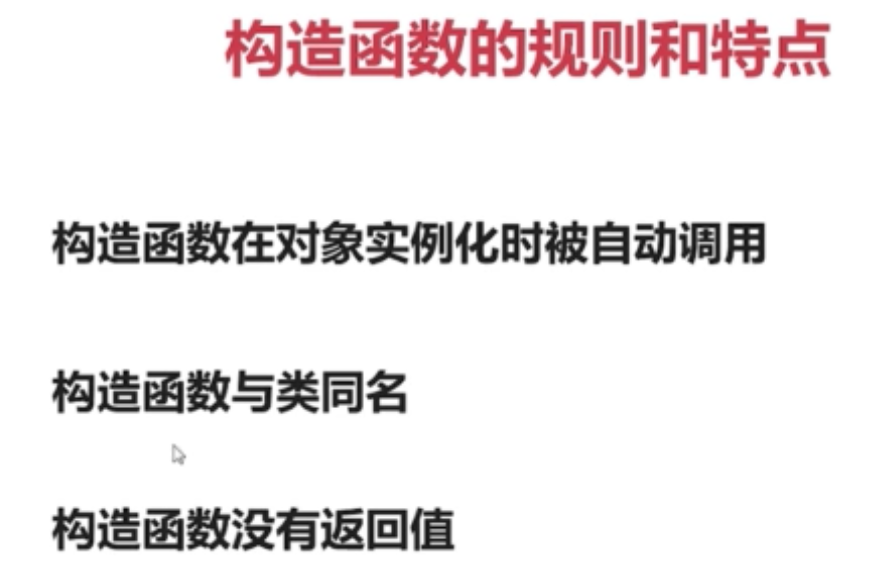 构造函数的规则和特点
构造函数在对象实例化时被自动调用
构造函数与类同名
构造函数没有返回值